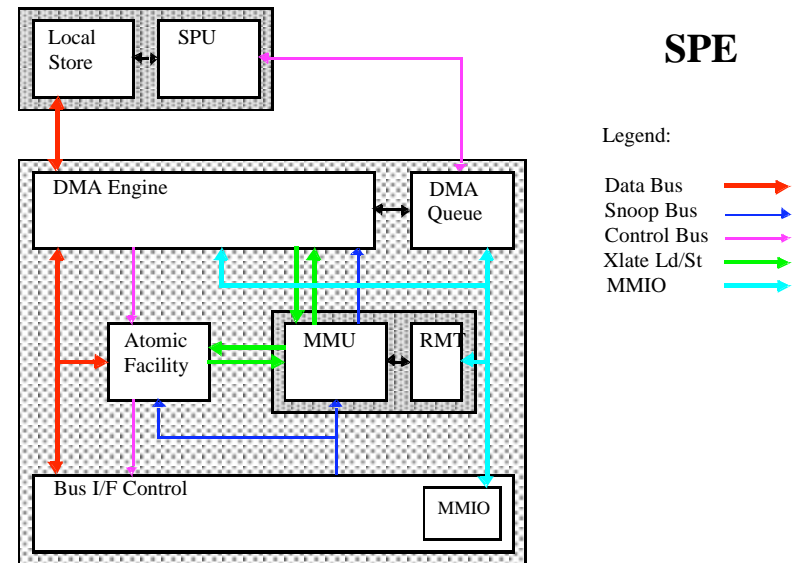 Local
Store
SPU
SPE
Legend:
Data Bus
Snoop Bus
Control Bus
Xlate Ld/St
MMIO
DMA Engine
DMA
Queue
Atomic
Facility
MMU
RMT
Bus I/F Control
MMIO